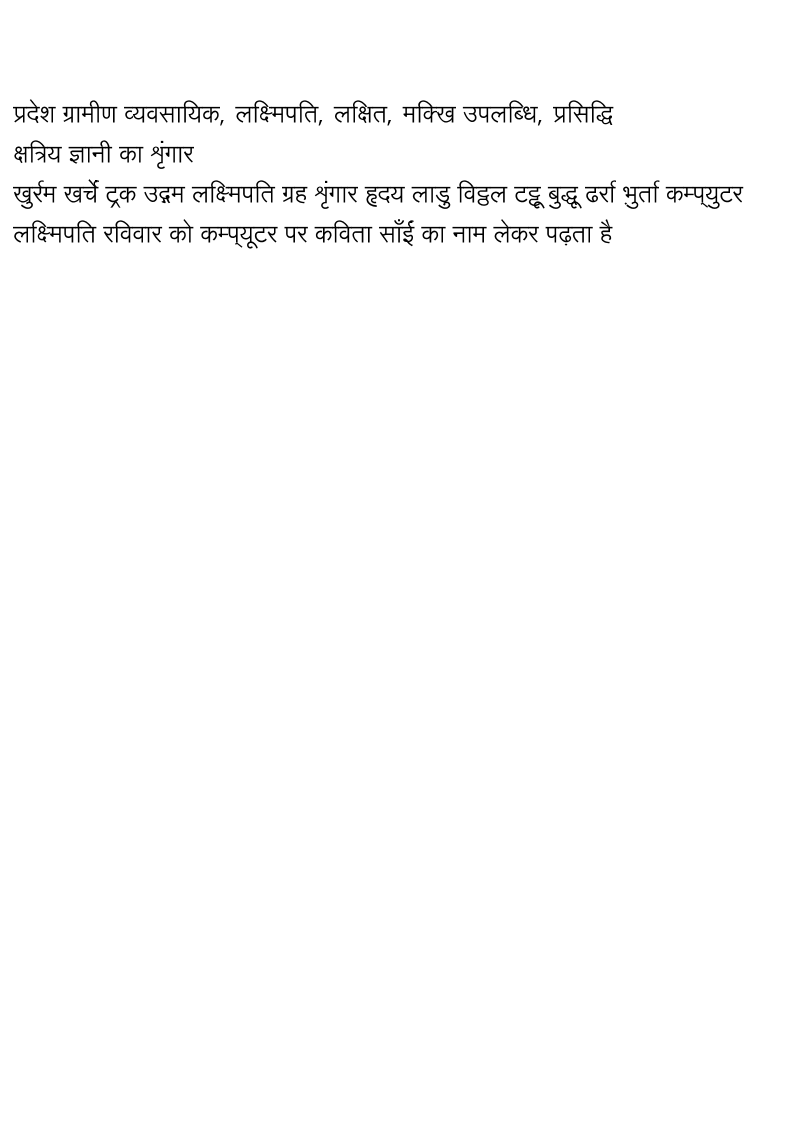 प्रदेश ग्रामीण व्यवसायिक, लक्ष्मिपति, लक्षित, मक्खि उपलब्धि, प्रसिद्धि
क्षत्रिय ज्ञानी का शृंगार
खुर्रम खर्चे ट्रक उद्गम लक्ष्मिपति ग्रह शृंगार हृदय लाडु विट्ठल टट्टू बुद्धू ढर्रा भुर्ता कम्प्युटर
लक्ष्मिपति रविवार को कम्प्यूटर पर कविता साँईं का नाम लेकर पढ़ता है